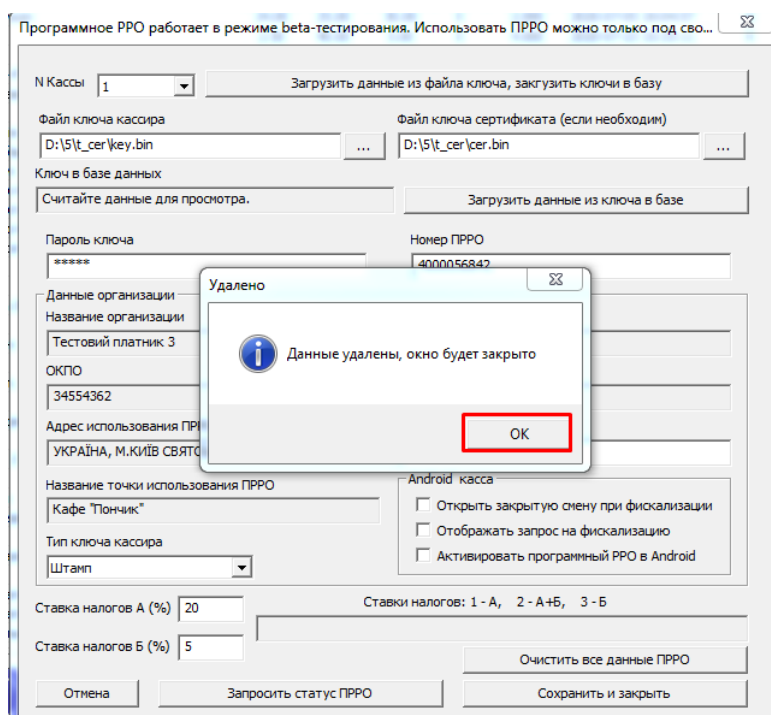 Программное РРО работает в режиме beta-тестирования. Использовать ПРРО можно только под сво...
N Кассы 1 Загрузить данные из файла ключа, закгузить ключи в базу
Файл ключа кассира Файл ключа сертификата (если необходим)
D:\5\t_cer\key.bin ... D:\5\t_cer\cer.bin ...
Ключ в базе данных
Считайте данные для просмотра. Загрузить данные из ключа в базе
Пароль ключа Номер ПРРО
***** 4000056842
Удалено
Данные организации
Название организации
Тестовий платник 3
Данные удалены, окно будет закрыто
ОКПО
34554362
OK
Адрес использования
УКРАЇНА, М.КИЇВ
Название точки использования ПРРО Android касса
Кафе "Пончик" Открыть закрытую смену при фискализации
Отображать запрос на фискализацию
Тип ключа кассира Активировать программный РРО в Android
Штамп
Ставка налогов А (%) 20 Ставки налогов: 1 - А, 2 - А+Б, 3 - Б
Ставка налогов Б (%) 5
Очистить все данные ПРРО
Отмена Запросить статус ПРРО Сохранить и закрыть